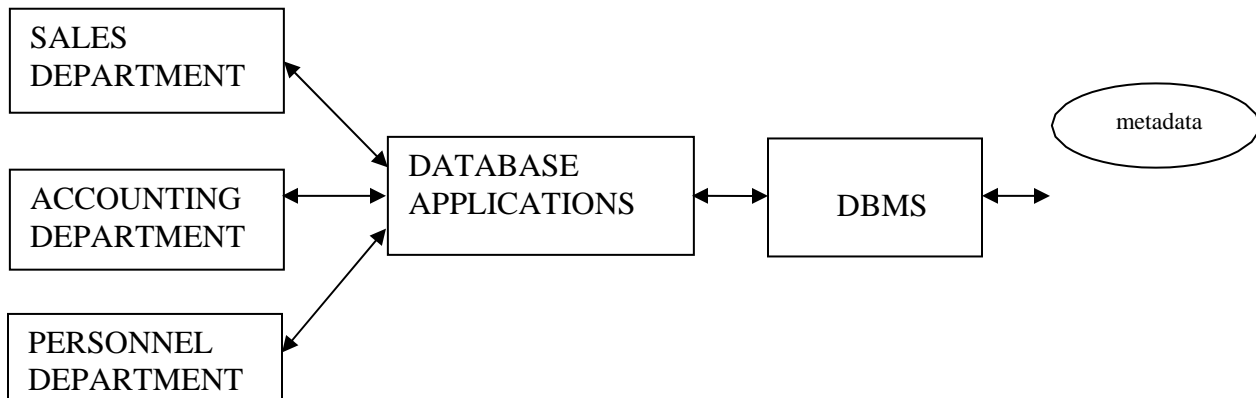 SALES
DEPARTMENT
metadata
DATABASE
APPLICATIONS
DBMS
ACCOUNTING
DEPARTMENT
PERSONNEL
DEPARTMENT